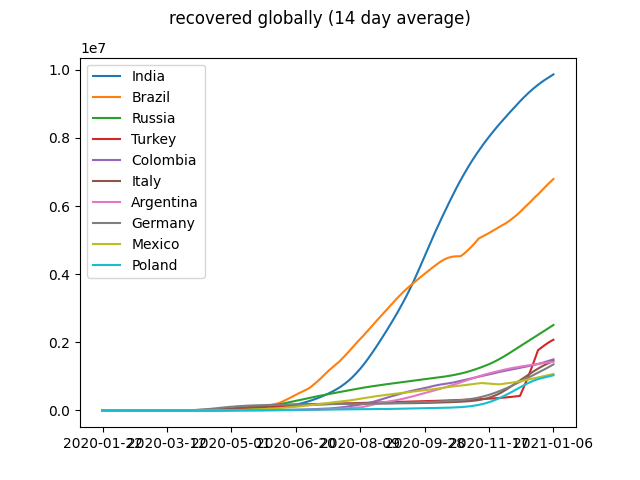 recovered globally (14 day average)
1e7
1.0
0.8
0.6
0.4
0.2
0.0
India
Brazil
Russia
Turkey
Colombia
Italy
Argentina
Germany
Mexico
Poland
2020-01-22
2020-03-12
2020-05-01
2020-06-20
2020-08-09
2020-09-28
2020-11-17
2021-01-06